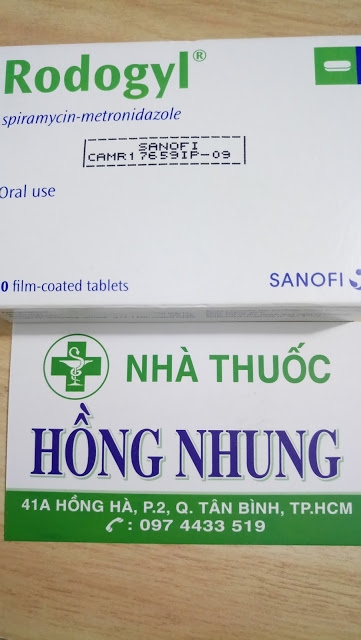 Rodogyl®
spiramycin-metronidazole
SANOFI
CAMR17659IP-09
Oral use
0 film-coated tablets
SANOFI
NHÀ THUỐC
HỒNG NHUNG
41A HỒNG HÀ, P.2, Q. TÂN BÌNH, TP.HCM
: 097 4433 519